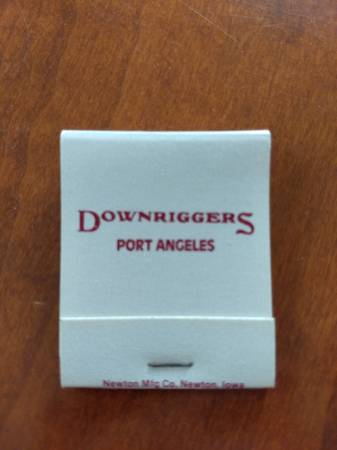 DOWNRIGGERS
PORT ANGELES
Newton Mfg Co. Newton, Iowa